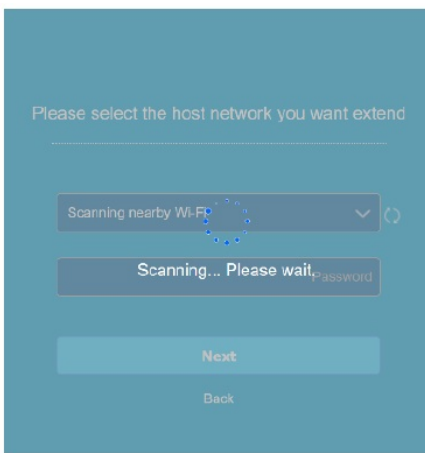 Please select the host network you want extend
Scanning nearby Wi-Fi
Scanning... Please wait.
Password
Next
Back